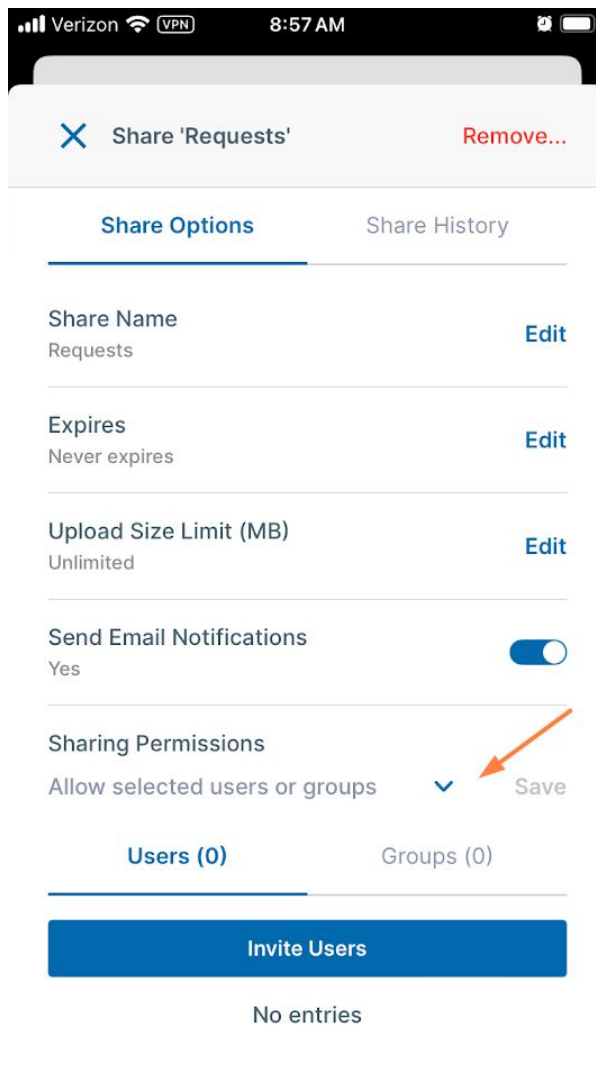 Verizon VPN 8:57 AM
Share 'Requests' Remove...
Share Options Share History
Share Name
Requests
Edit
Expires
Never expires
Edit
Upload Size Limit (MB)
Unlimited
Edit
Send Email Notifications
Yes
Sharing Permissions
Allow selected users or groups Save
Users (0) Groups (0)
Invite Users
No entries